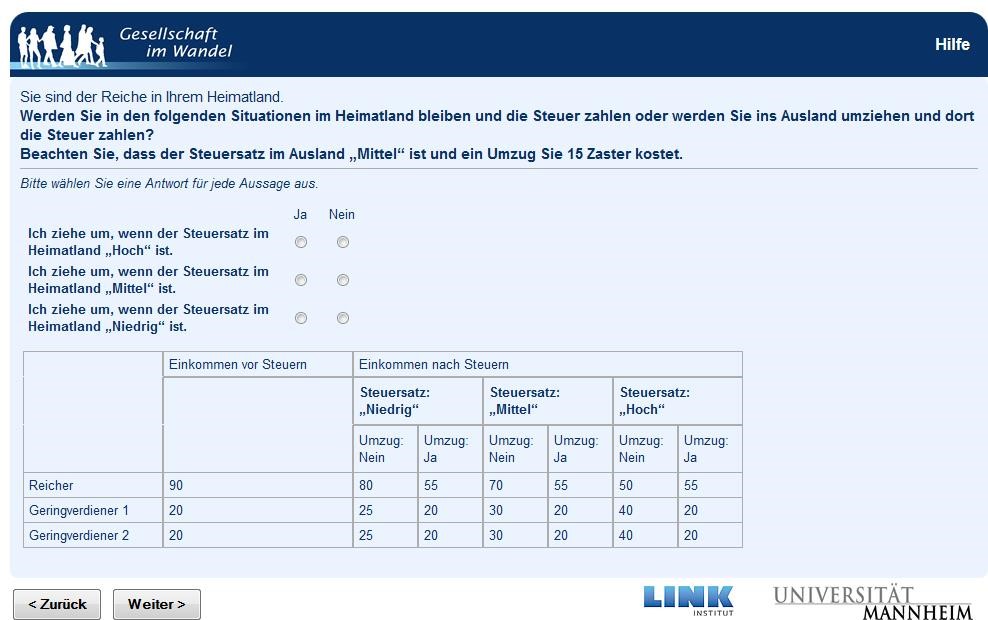 Gesellschaft
im Wandel
Hilfe
Sie sind der Reiche in Ihrem Heimatland.
Werden Sie in den folgenden Situationen im Heimatland bleiben und die Steuer zahlen oder werden Sie ins Ausland umziehen und dort
die Steuer zahlen?
Beachten Sie, dass der Steuersatz im Ausland „Mittel“ ist und ein Umzug Sie 15 Zaster kostet.
Bitte wählen Sie eine Antwort für jede Aussage aus.
Ja Nein
Ich ziehe um, wenn der Steuersatz im
Heimatland „Hoch“ ist.
Ich ziehe um, wenn der Steuersatz im
Heimatland „Mittel“ ist.
Ich ziehe um, wenn der Steuersatz im
Heimatland „Niedrig“ ist.
Einkommen vor Steuern Einkommen nach Steuern
Steuersatz: Steuersatz: Steuersatz:
„Niedrig“ „Mittel“ „Hoch“
Umzug: Umzug: Umzug: Umzug: Umzug: Umzug:
Nein Ja Nein Ja Nein Ja
Reicher 90 80 55 70 55 50 55
Geringverdiener 1 20 25 20 30 20 40 20
Geringverdiener 2 20 25 20 30 20 40 20
< Zurück Weiter >
LINK
INSTITUT
UNIVERSITÄT
MANNHEIM